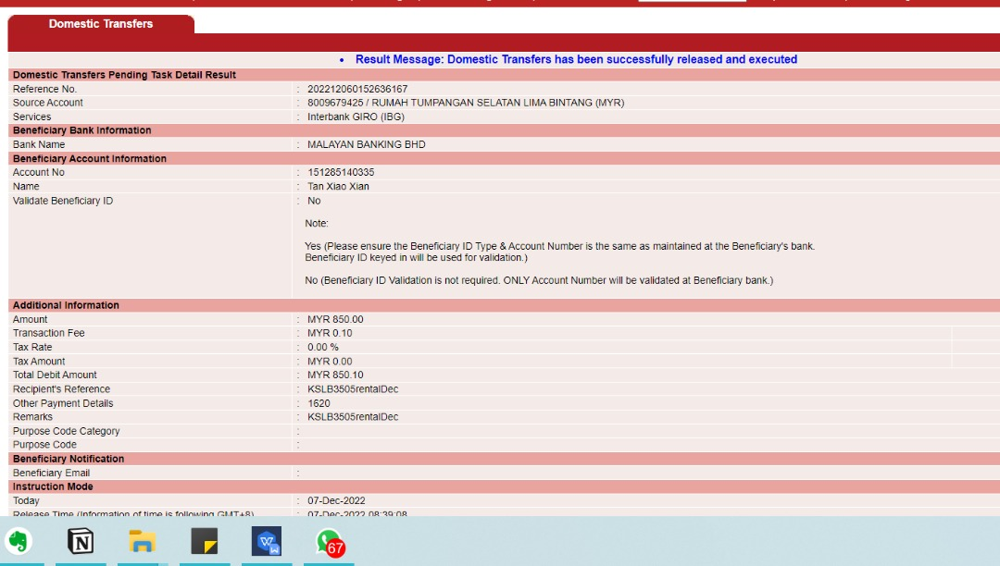 Domestic Transfers
• Result Message: Domestic Transfers has been successfully released and executed
Domestic Transfers Pending Task Detail Result
Reference No. : 202212060152636167
Source Account : 8009679425 / RUMAH TUMPANGAN SELATAN LIMA BINTANG (MYR)
Services : Interbank GIRO (IBG)
Beneficiary Bank Information
Bank Name : MALAYAN BANKING BHD
Beneficiary Account Information
Account No : 151285140335
Name : Tan Xiao Xian
Validate Beneficiary ID : No
Note:
Yes (Please ensure the Beneficiary ID Type & Account Number is the same as maintained at the Beneficiary's bank.
Beneficiary ID keyed in will be used for validation.)
No (Beneficiary ID Validation is not required. ONLY Account Number will be validated at Beneficiary bank.)
Additional Information
Amount : MYR 850.00
Transaction Fee : MYR 0.10
Tax Rate : 0.00 %
Tax Amount : MYR 0.00
Total Debit Amount : MYR 850.10
Recipient's Reference : KSLB3505rentalDec
Other Payment Details : 1620
Remarks : KSLB3505rentalDec
Purpose Code Category :
Purpose Code :
Beneficiary Notification
Beneficiary Email :
Instruction Mode
Today : 07-Dec-2022
Release Time (Information of time is following GMT+8) : 07-Dec-2022 08:39:08
N
W
W
67